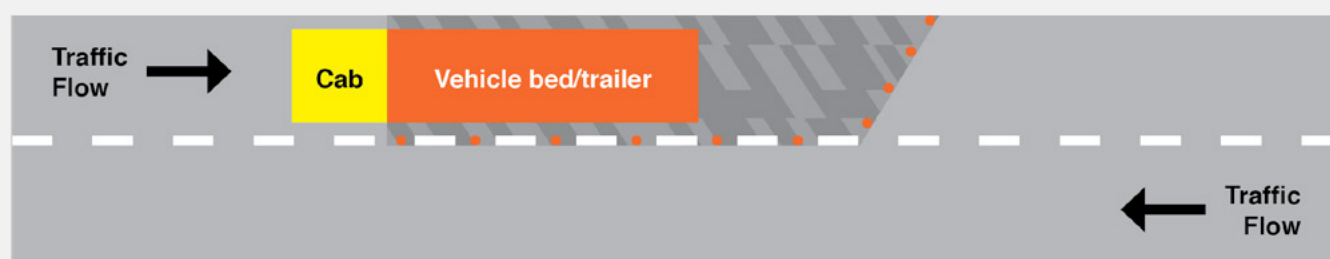 Traffic
Flow
Cab
Vehicle bed/trailer
Traffic
Flow